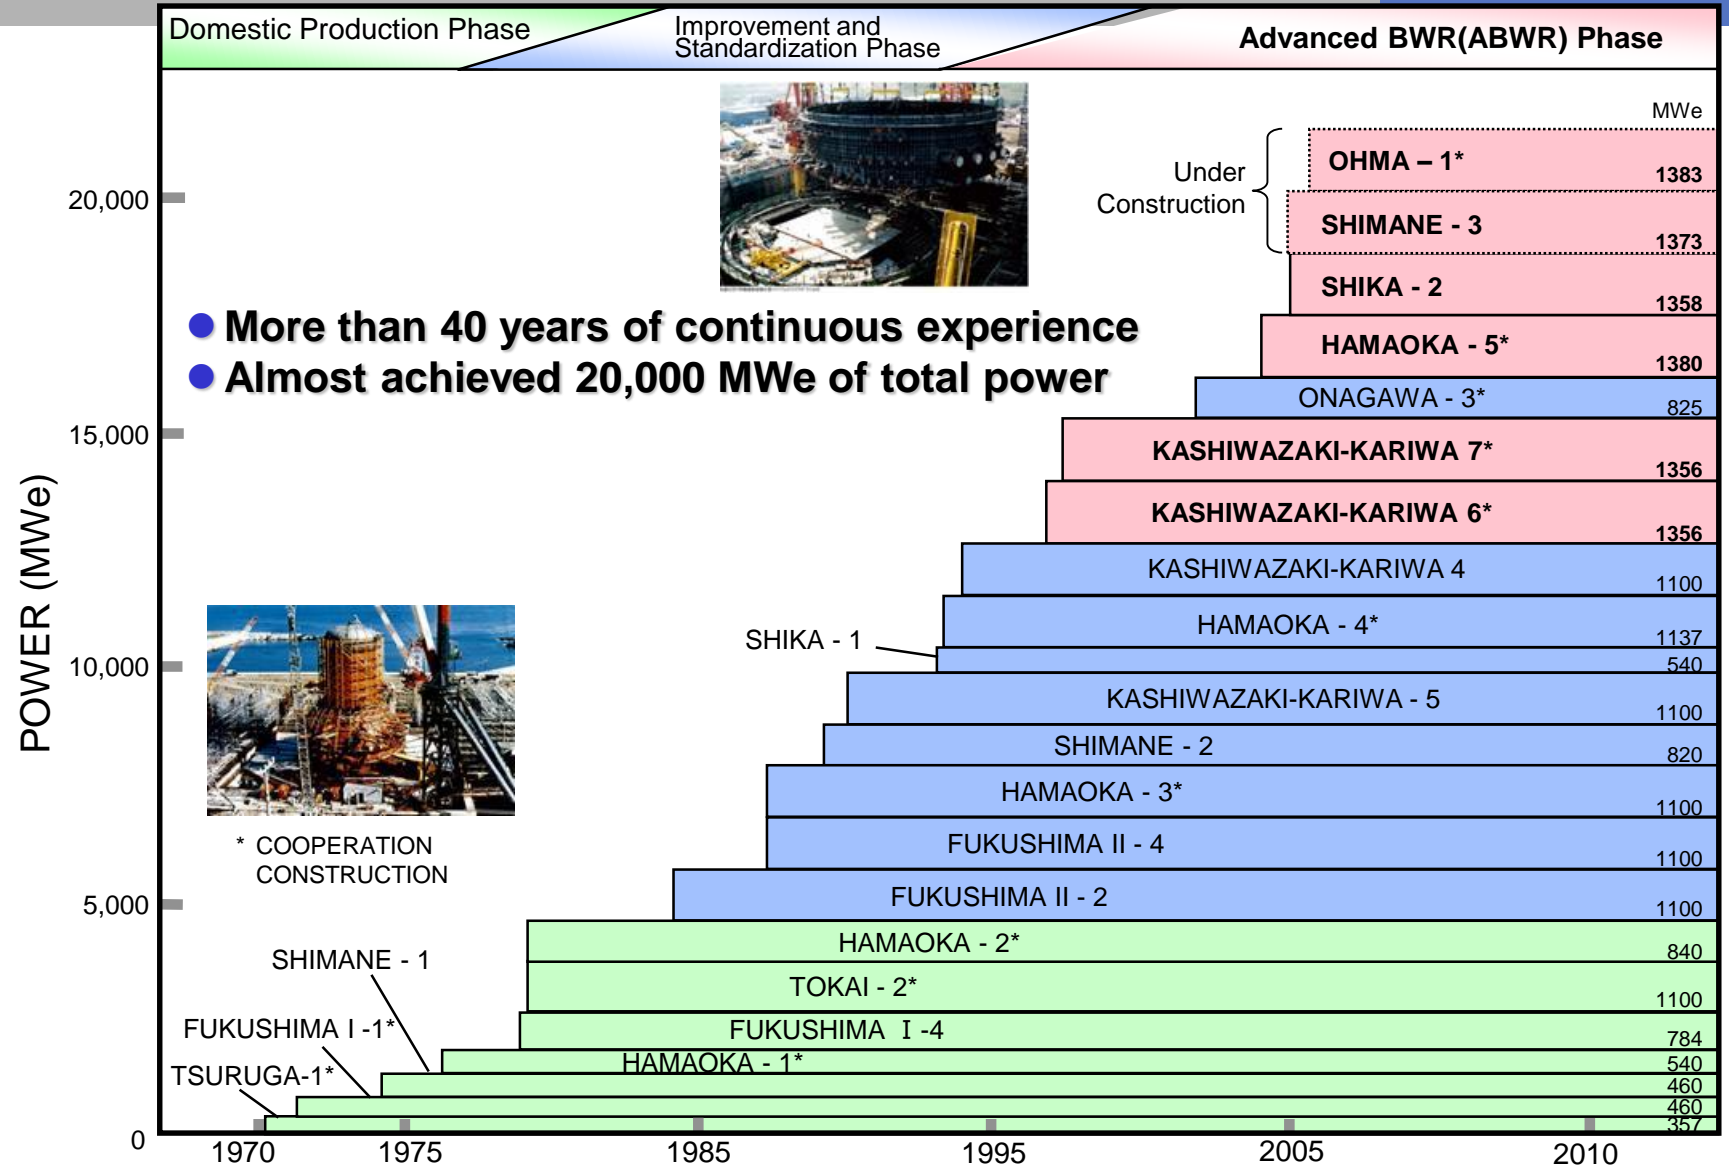 Domestic Production Phase
Improvement and
Standardization Phase
Advanced BWR(ABWR) Phase
MWe
Under
Construction
OHMA – 1*
1383
SHIMANE - 3
1373
SHIKA - 2
1358
HAMAOKA - 5*
1380
ONAGAWA - 3*
825
KASHIWAZAKI-KARIWA 7*
1356
KASHIWAZAKI-KARIWA 6*
1356
KASHIWAZAKI-KARIWA 4
1100
HAMAOKA - 4*
1137
SHIKA - 1
540
KASHIWAZAKI-KARIWA - 5
1100
SHIMANE - 2
820
HAMAOKA - 3*
1100
FUKUSHIMA II - 4
1100
FUKUSHIMA II - 2
1100
HAMAOKA - 2*
840
TOKAI - 2*
1100
FUKUSHIMA I -4
784
HAMAOKA - 1*
540
SHIMANE - 1
460
FUKUSHIMA I -1*
460
TSURUGA-1*
357
● More than 40 years of continuous experience
● Almost achieved 20,000 MWe of total power
* COOPERATION
CONSTRUCTION
POWER (MWe)
20,000
15,000
10,000
5,000
0
1970
1975
1985
1995
2005
2010